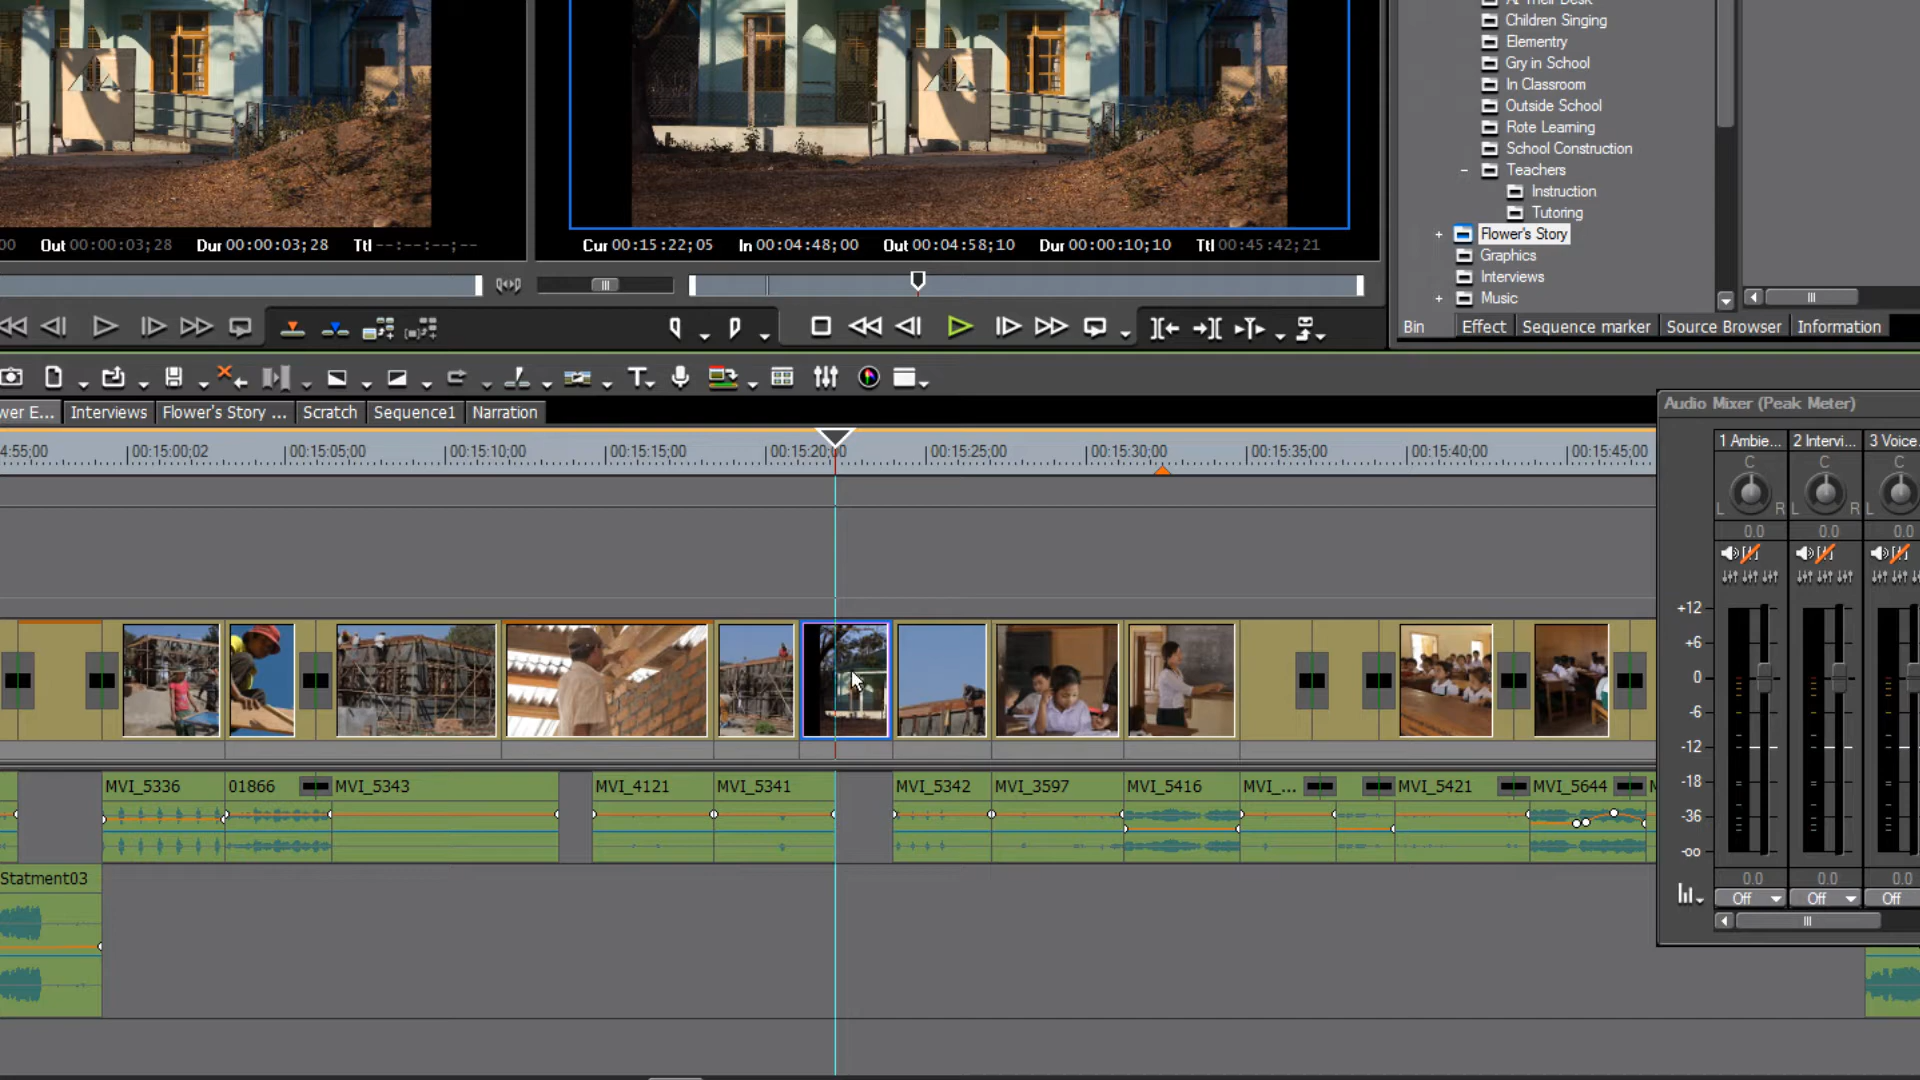 At Their Desk
Children Singing
Elementry
Gry in School
In Classroom
Outside School
Rote Learning
School Construction
Teachers
Instruction
Tutoring
Flower's Story
Graphics
Interviews
Music
00 Out 00:00:03;28 Dur 00:00:03;28 Ttl --:--:--;--
Cur 00:15:22;05 In 00:04:48;00 Out 00:04:58;10 Dur 00:00:10;10 Ttl 00:45:42;21
Bin Effect Sequence marker Source Browser Information
wer E... Interviews Flower's Story ... Scratch Sequence1 Narration
4:55;00 00:15:00;02 00:15:05;00 00:15:10;00 00:15:15;00 00:15:20;00 00:15:25;00 00:15:30;00 00:15:35;00 00:15:40;00 00:15:45;00
MVI_5336 01866 MVI_5343 MVI_4121 MVI_5341 MVI_5342 MVI_3597 MVI_5416 MVI_... MVI_5421 MVI_5644
Statment03
Audio Mixer (Peak Meter)
1 Ambie... 2 Intervi... 3 Voice
C C C
L R L R L
0.0 0.0 0.0
+12
+6
0
-6
-12
-18
-36
-oo
0.0 0.0 0.0
Off Off Off